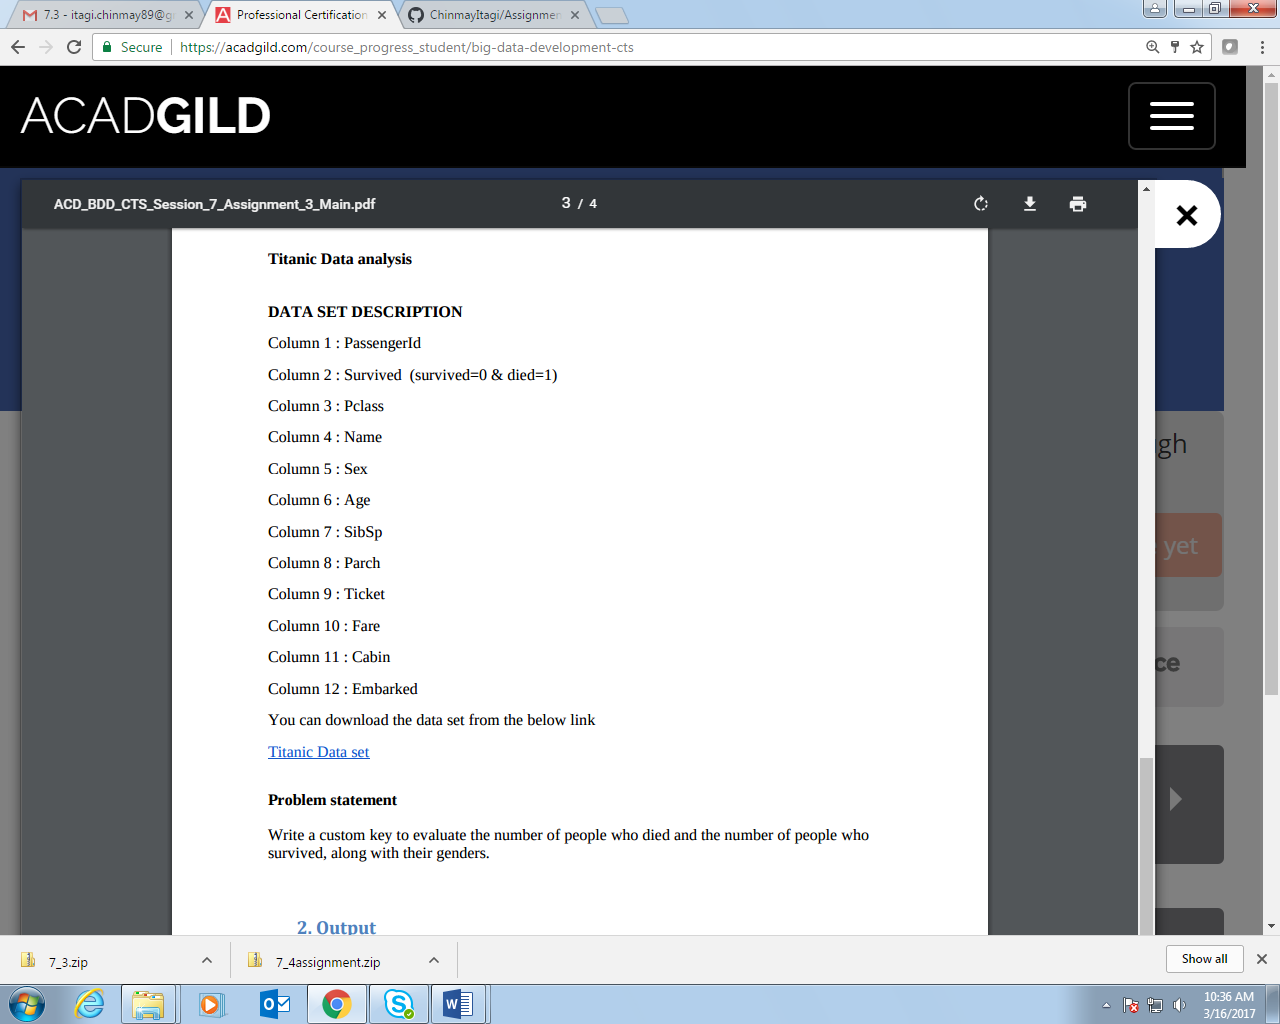 7.3 - itagi.chinmay89@g
Professional Certification
ChinmayItagi/Assignmen
Secure
https://acadgild.com/course_progress_student/big-data-development-cts
ACADGILD
ACD_BDD_CTS_Session_7_Assignment_3_Main.pdf
3 / 4
Titanic Data analysis
DATA SET DESCRIPTION
Column 1 : PassengerId
Column 2 : Survived (survived=0 & died=1)
Column 3 : Pclass
Column 4 : Name
Column 5 : Sex
Column 6 : Age
Column 7 : SibSp
Column 8 : Parch
Column 9 : Ticket
Column 10 : Fare
Column 11 : Cabin
Column 12 : Embarked
You can download the data set from the below link
Titanic Data set
Problem statement
Write a custom key to evaluate the number of people who died and the number of people who
survived, along with their genders.
2. Output
gh
yet
ce
7_3.zip
7_4assignment.zip
Show all
10:36 AM
3/16/2017